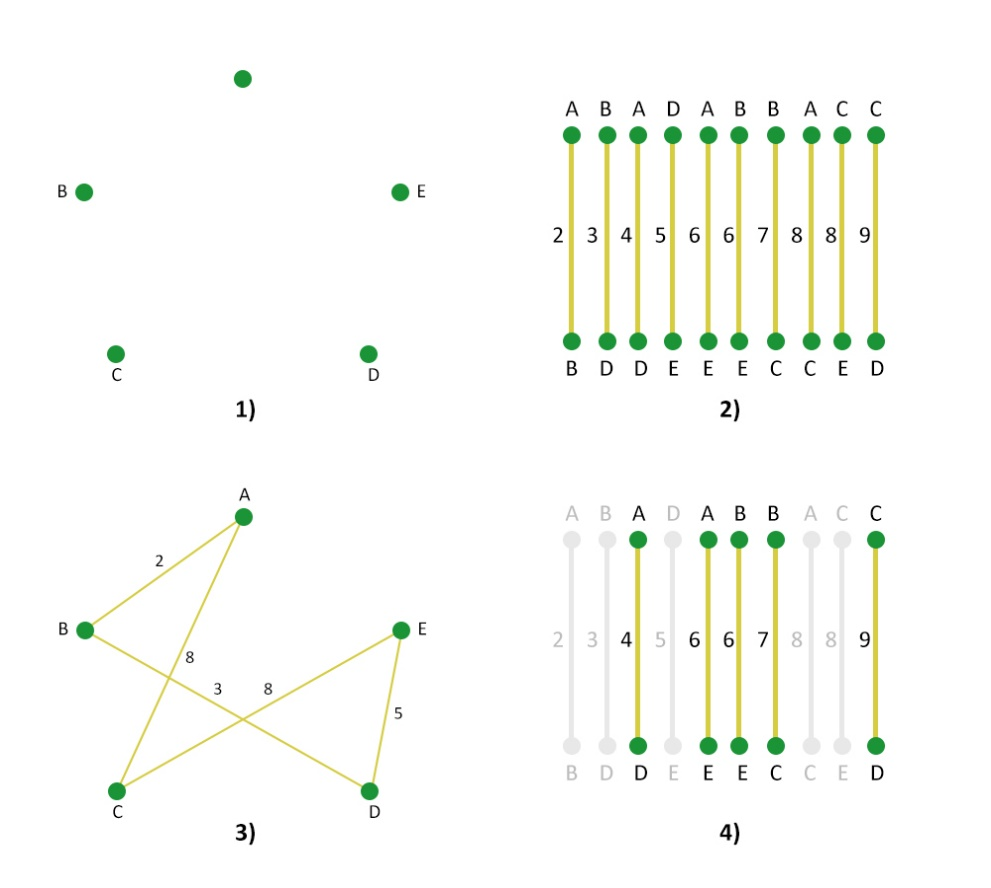 B E
C D
1)
A B A D A B B A C C
2 3 4 5 6 6 7 8 8 9
B D D E E E C C E D
2)
A
2
B E
8
3 8
5
C D
3)
A B A D A B B A C C
2 3 4 5 6 6 7 8 8 9
B D D E E E C C E D
4)